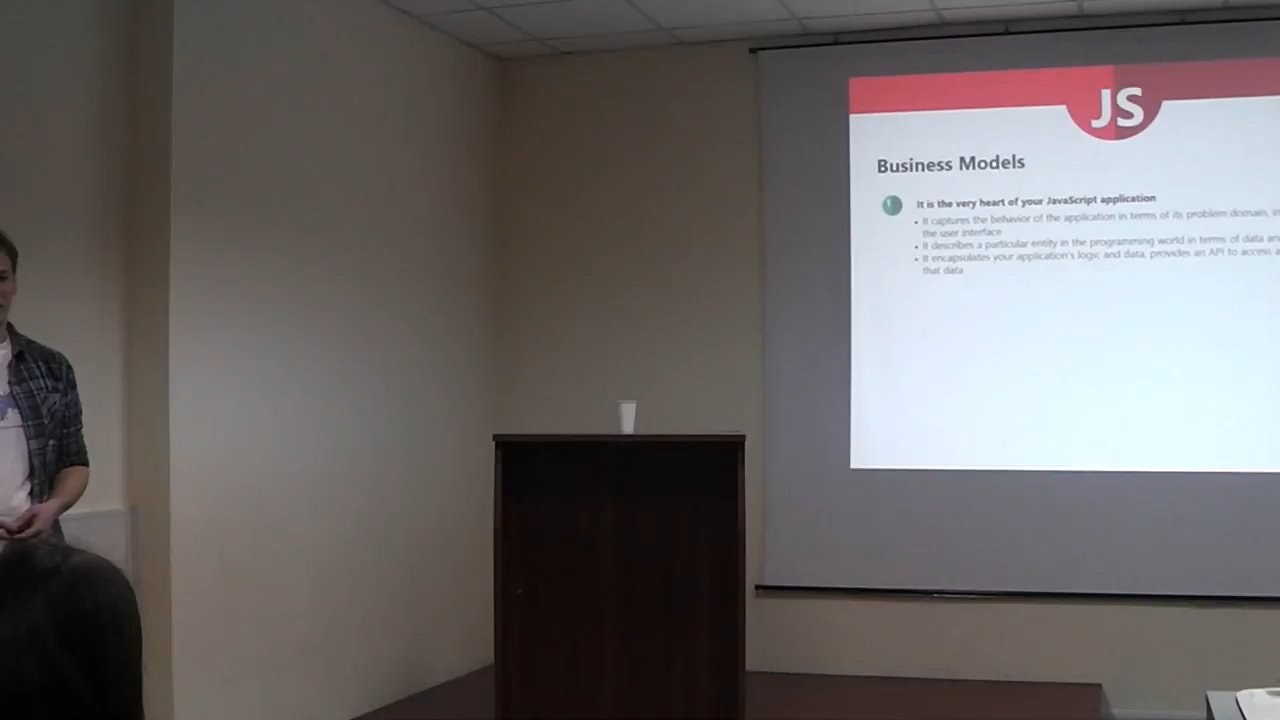 JS
Business Models
1
It is the very heart of your JavaScript application
• It captures the behavior of the application in terms of its problem domain,
the user interface
• It describes a particular entity in the programming world in terms of data
• It encapsulates your application's logic and data, provides an API to access
that data